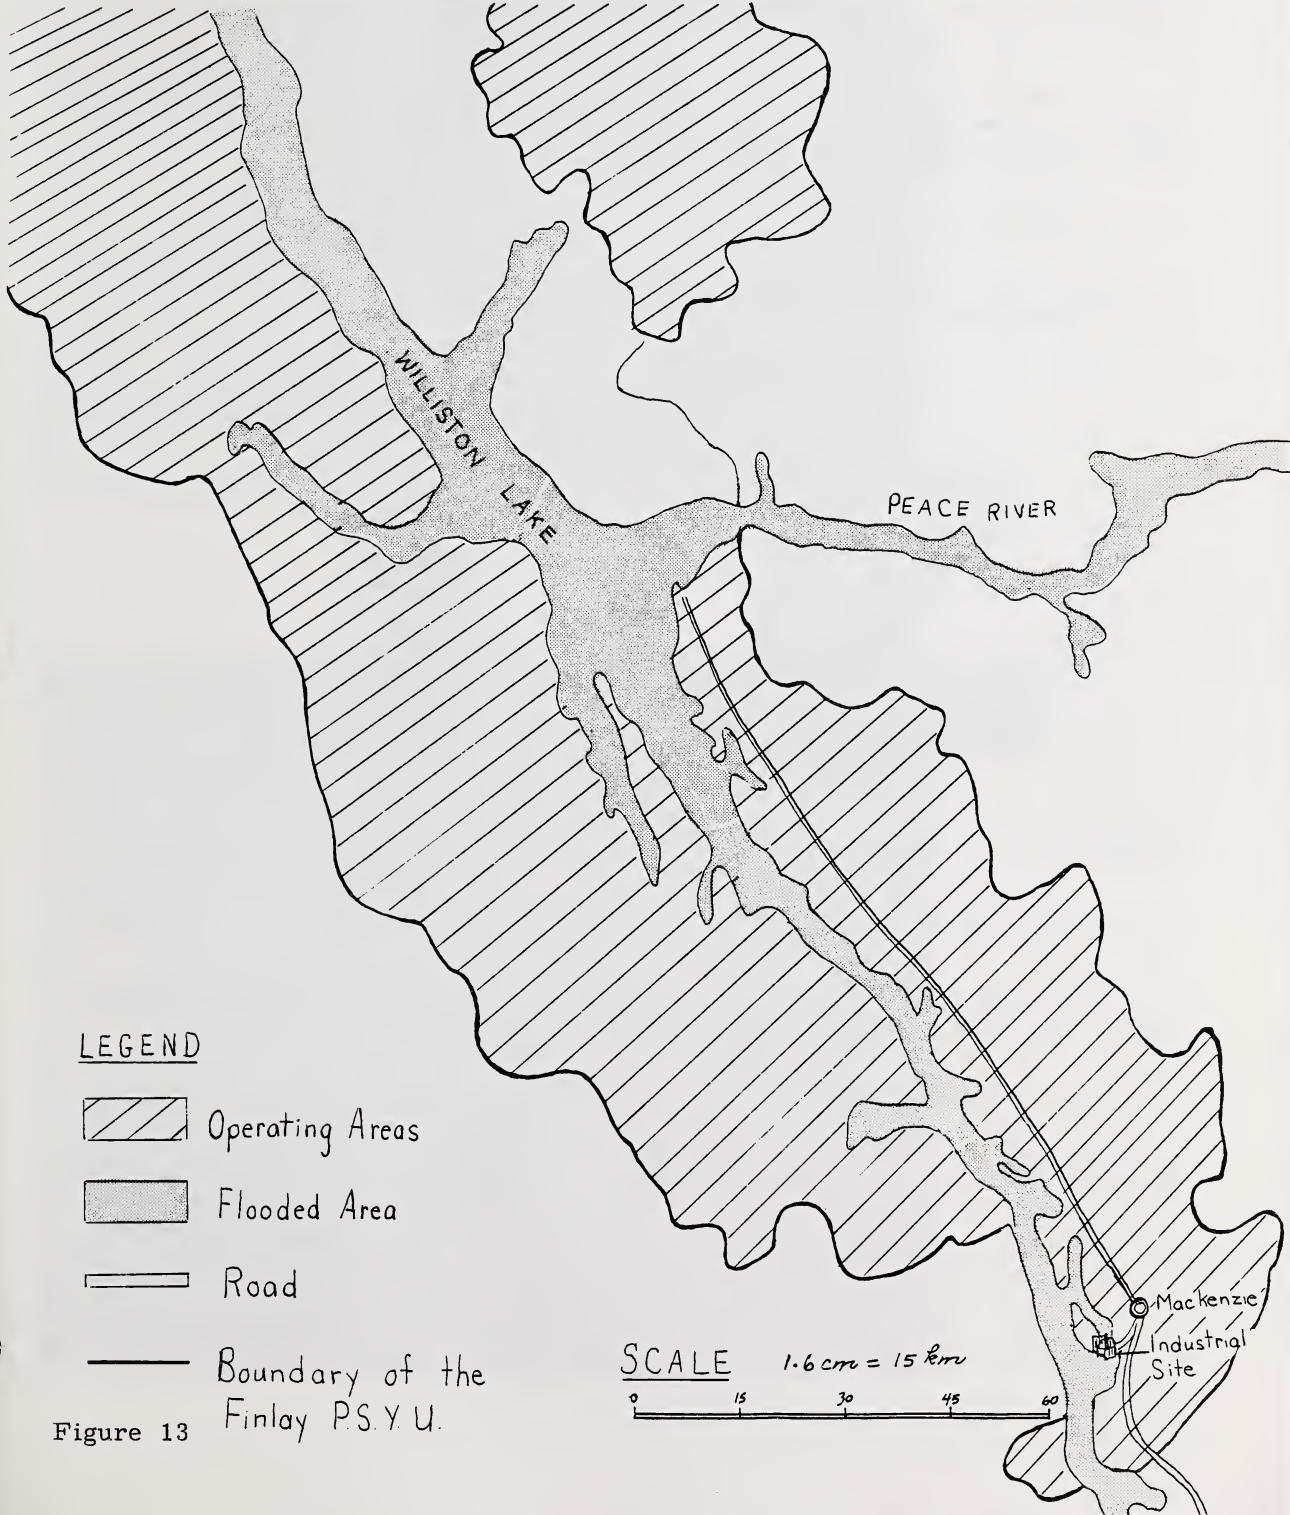 WILLISTON LAKE
PEACE RIVER
LEGEND
Operating Areas
Flooded Area
Road
Boundary of the
Finlay P.S.Y.U.
Figure 13
SCALE 1.6 cm = 15 km
0 15 30 45 60
Mackenzie
Industrial
Site